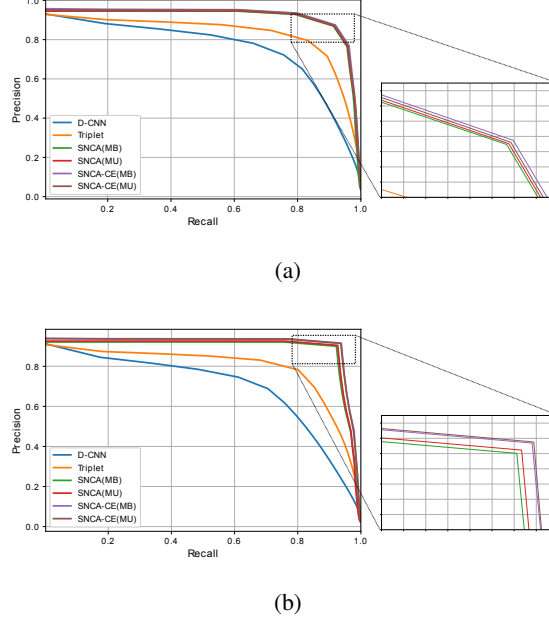 1.0
0.8
0.6
0.4
0.2
0.0
Precision
D-CNN
Triplet
SNCA(MB)
SNCA(MU)
SNCA-CE(MB)
SNCA-CE(MU)
0.2 0.4 0.6 0.8 1.0
Recall
(a)
0.8
0.6
0.4
0.2
0.0
Precision
D-CNN
Triplet
SNCA(MB)
SNCA(MU)
SNCA-CE(MB)
SNCA-CE(MU)
0.2 0.4 0.6 0.8 1.0
Recall
(b)